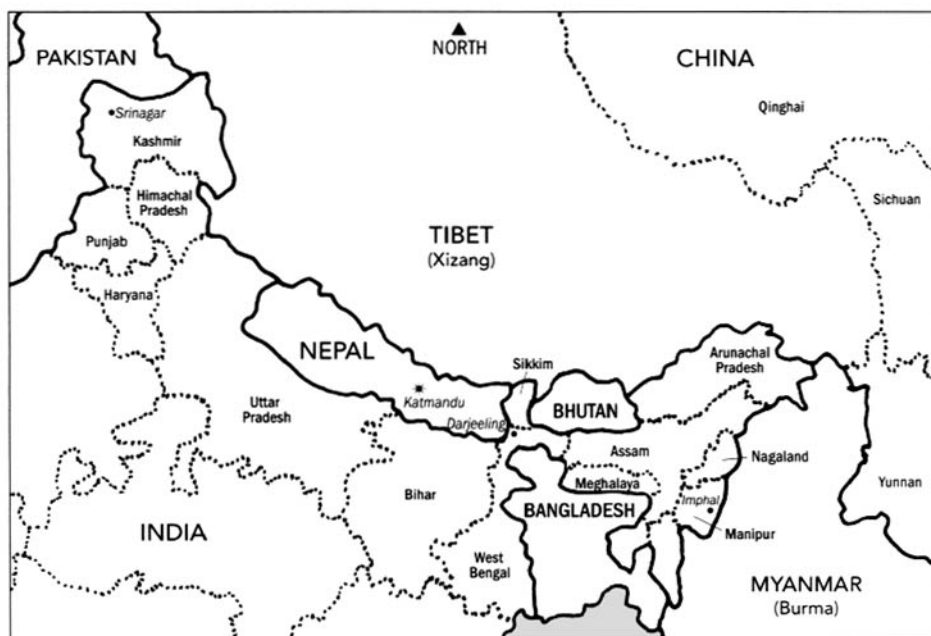 NORTH
PAKISTAN
CHINA
Qinghai
Srinagar
Kashmir
Himachal
Pradesh
Sichuan
Punjab
TIBET
(Xizang)
Haryana
NEPAL
Sikkim
Arunachal
Pradesh
Katmandu
Uttar
Pradesh
BHUTAN
Darjeeling
Assam
Nagaland
Meghalaya
Yunnan
Bihar
Imphal
BANGLADESH
INDIA
Manipur
West
Bengal
MYANMAR
(Burma)